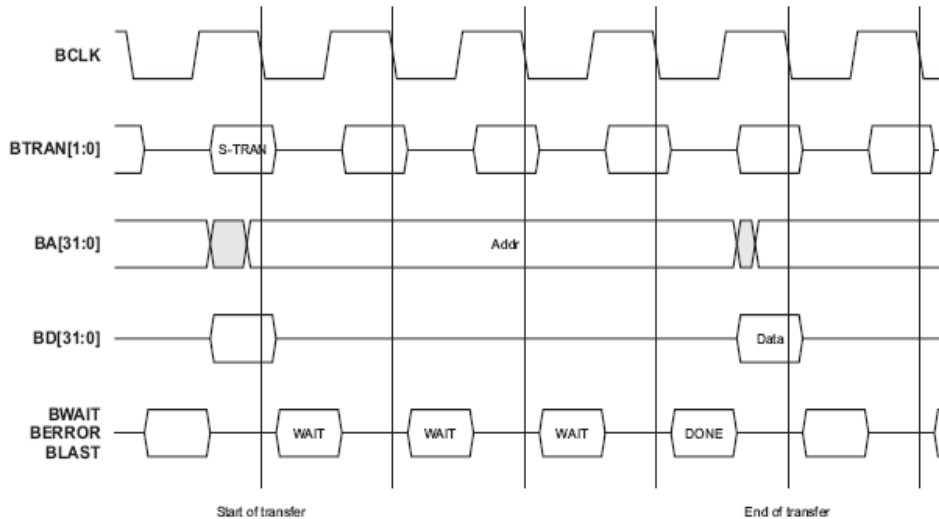 BCLK
BTRAN[1:0]
S-TRAN
BA[31:0]
Addr
BD[31:0]
Data
BWAIT
BERROR
BLAST
WAIT
WAIT
WAIT
DONE
Start of transfer
End of transfer